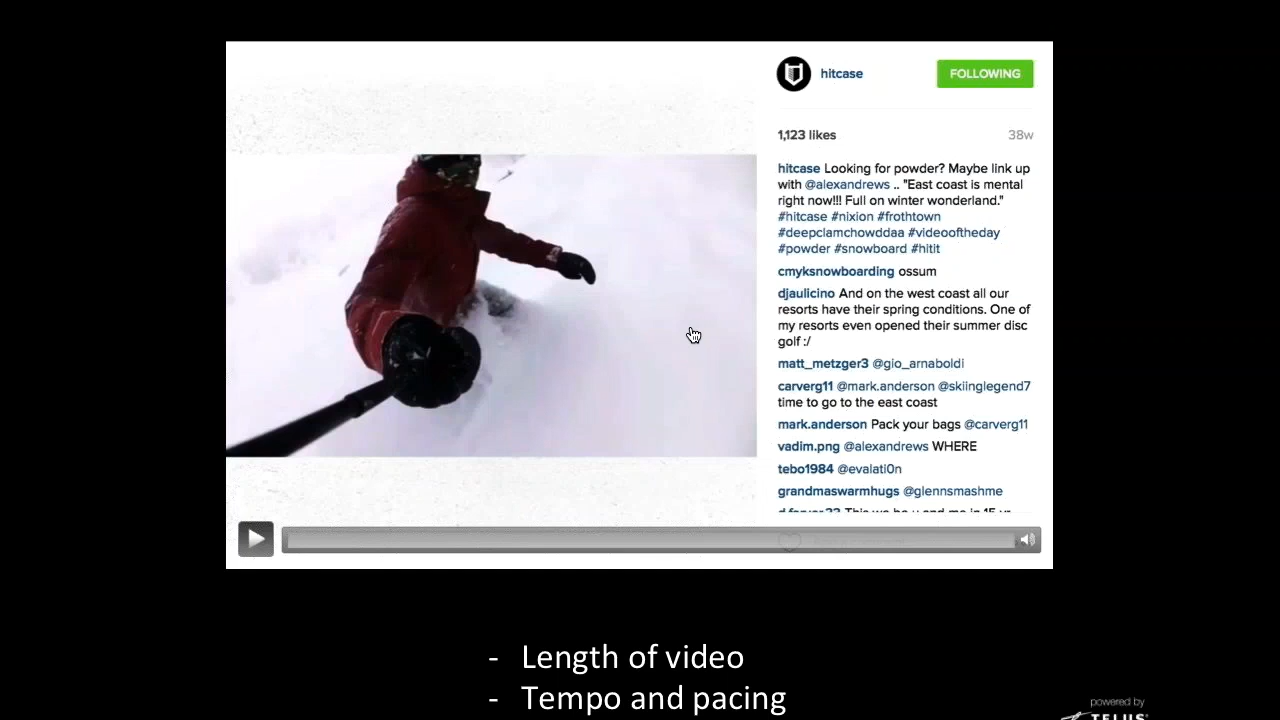 hitcase
FOLLOWING
1,123 likes
38w
hitcase Looking for powder? Maybe link up
with @alexandrews .. "East coast is mental
right now!!! Full on winter wonderland."
#hitcase #nixion #frothtown
#deepclamchowddaa #videooftheday
#powder #snowboard #hitit
cmyksnowboarding ossum
djaulicino And on the west coast all our
resorts have their spring conditions. One of
my resorts even opened their summer disc
golf :/
matt_metzger3 @gio_arnaboldi
carverg11 @mark.anderson @skiinglegend7
time to go to the east coast
mark.anderson Pack your bags @carverg11
vadim.png @alexandrews WHERE
tebo1984 @evalati0n
grandmaswarmhugs @glennsmashme
- Length of video
- Tempo and pacing
powered by
TELUS